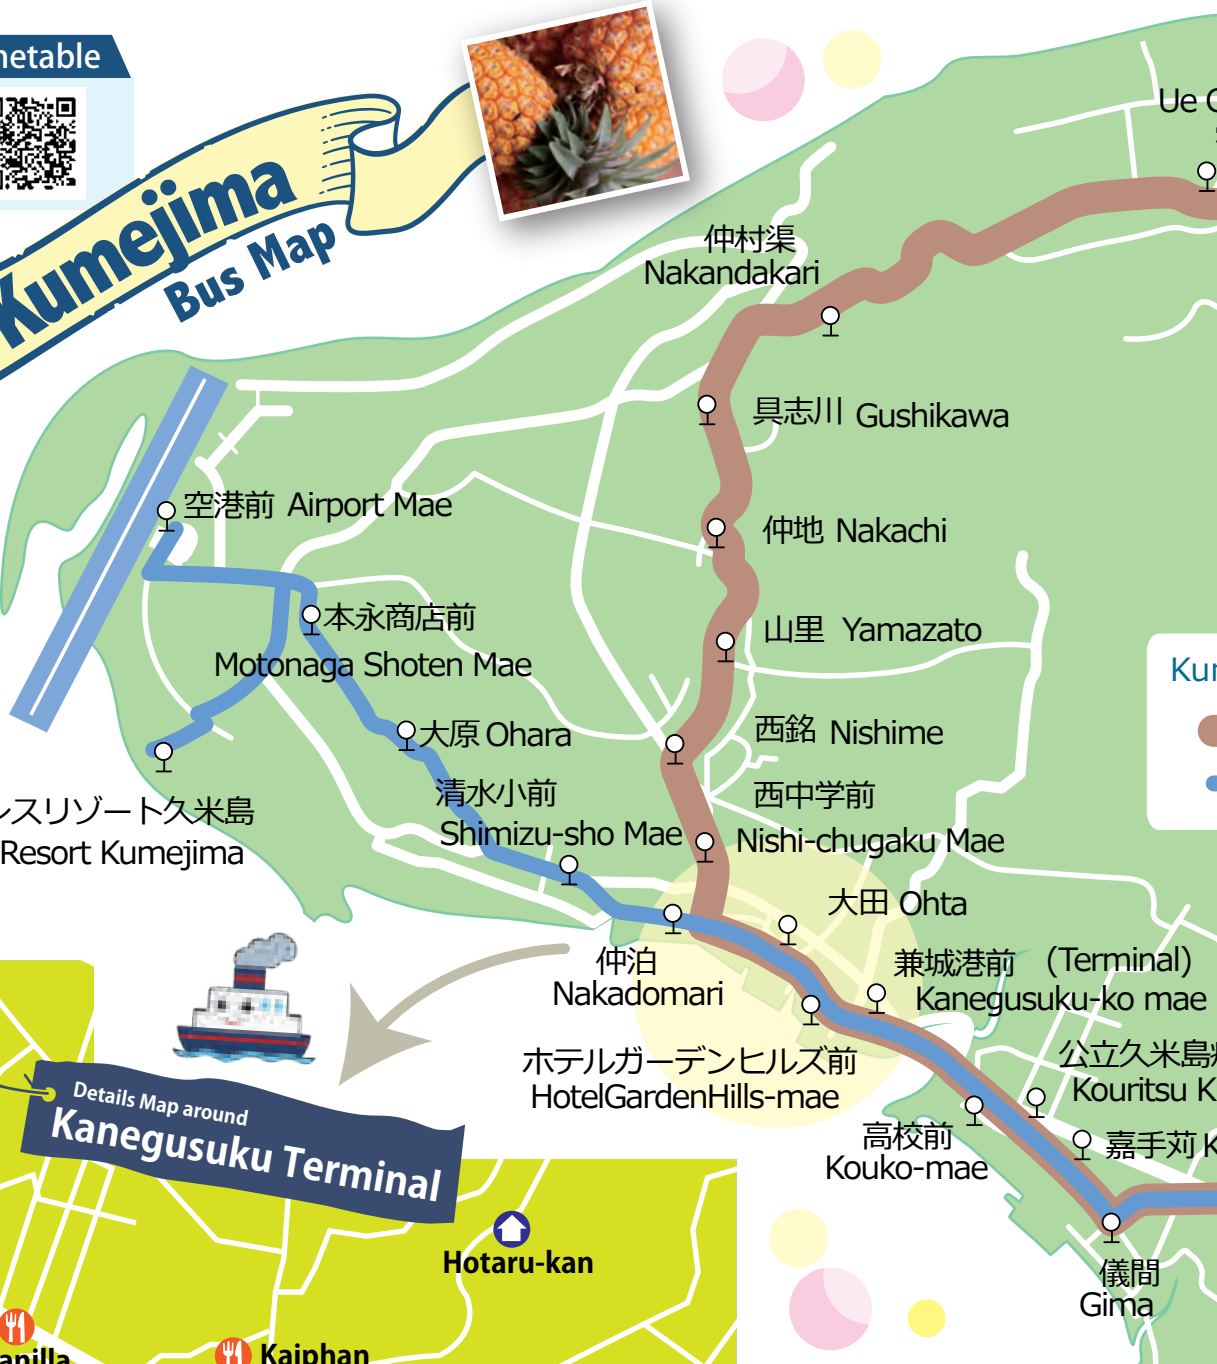 Kumejima
Bus Map
仲村渠
Nakandakari
具志川 Gushikawa
空港前 Airport Mae
仲地 Nakachi
本永商店前
山里 Yamazato
Motonaga Shoten Mae
大原 Ohara
西銘 Nishime
清水小前
西中学前
リゾート久米島
Shimizu-sho Mae
Nishi-chugaku Mae
Resort Kumejima
大田 Ohta
仲泊
兼城港前 (Terminal)
Nakadomari
Kanegusuku-ko mae
ホテルガーデンヒルズ前
公立久米島
HotelGardenHills-mae
Kouritsu
Details Map around
Kanegusuku Terminal
高校前
嘉手苅
Kouko-mae
Hotaru-kan
儀間
Gima
Kaiphan